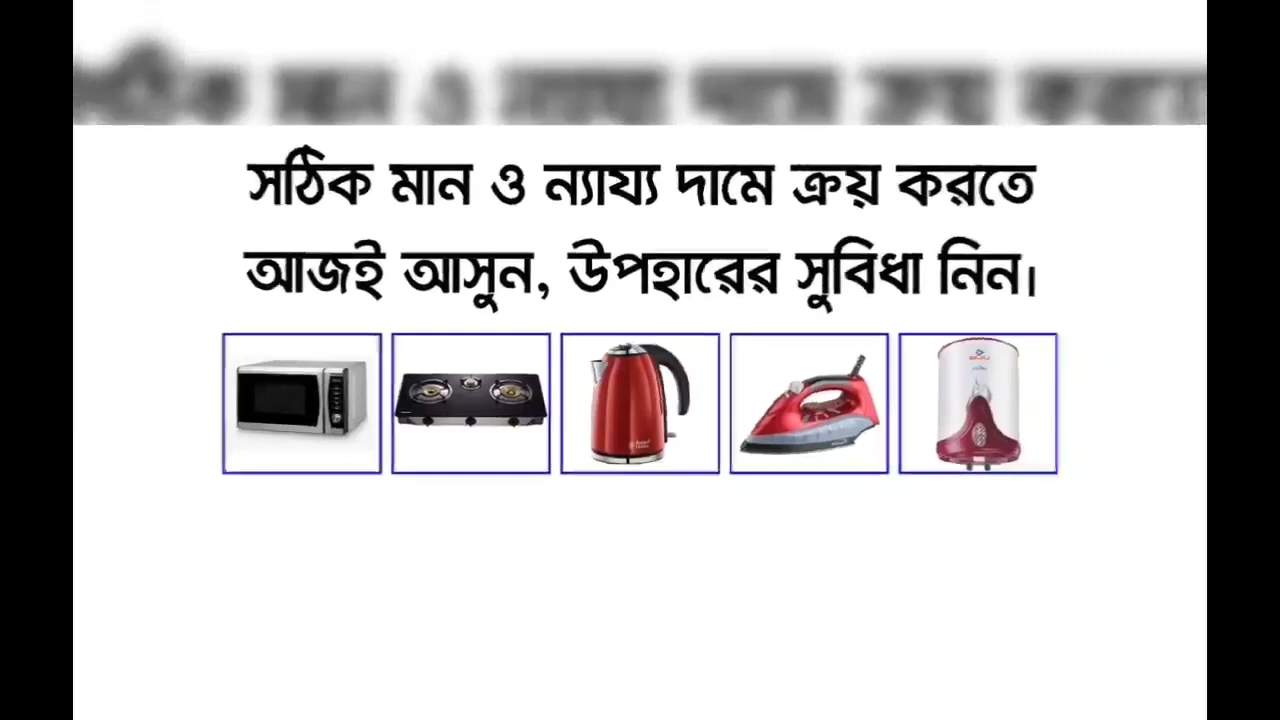 সঠিক মান ও ন্যায্য দামে ক্রয় করতে
আজই আসুন, উপহারের সুবিধা নিন।